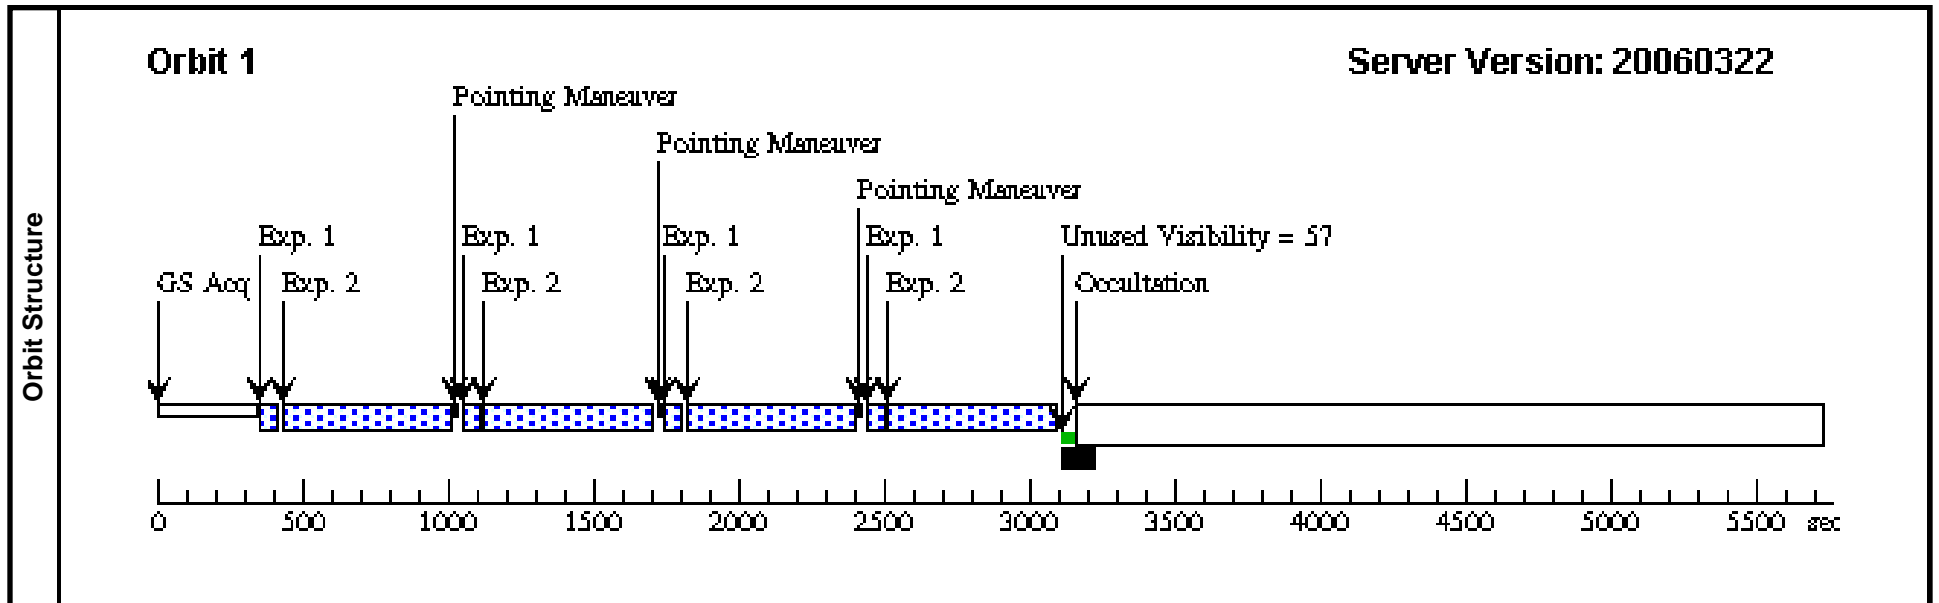 Orbit Structure
Orbit 1
Server Version: 20060322
Pointing Maneuver
Pointing Maneuver
Pointing Maneuver
Exp. 1
Exp. 1
Exp. 1
Exp. 1
Unused Visibility = 57
GS Acq
Exp. 2
Exp. 2
Exp. 2
Exp. 2
Occultation
0 500 1000 1500 2000 2500 3000 3500 4000 4500 5000 5500 sec